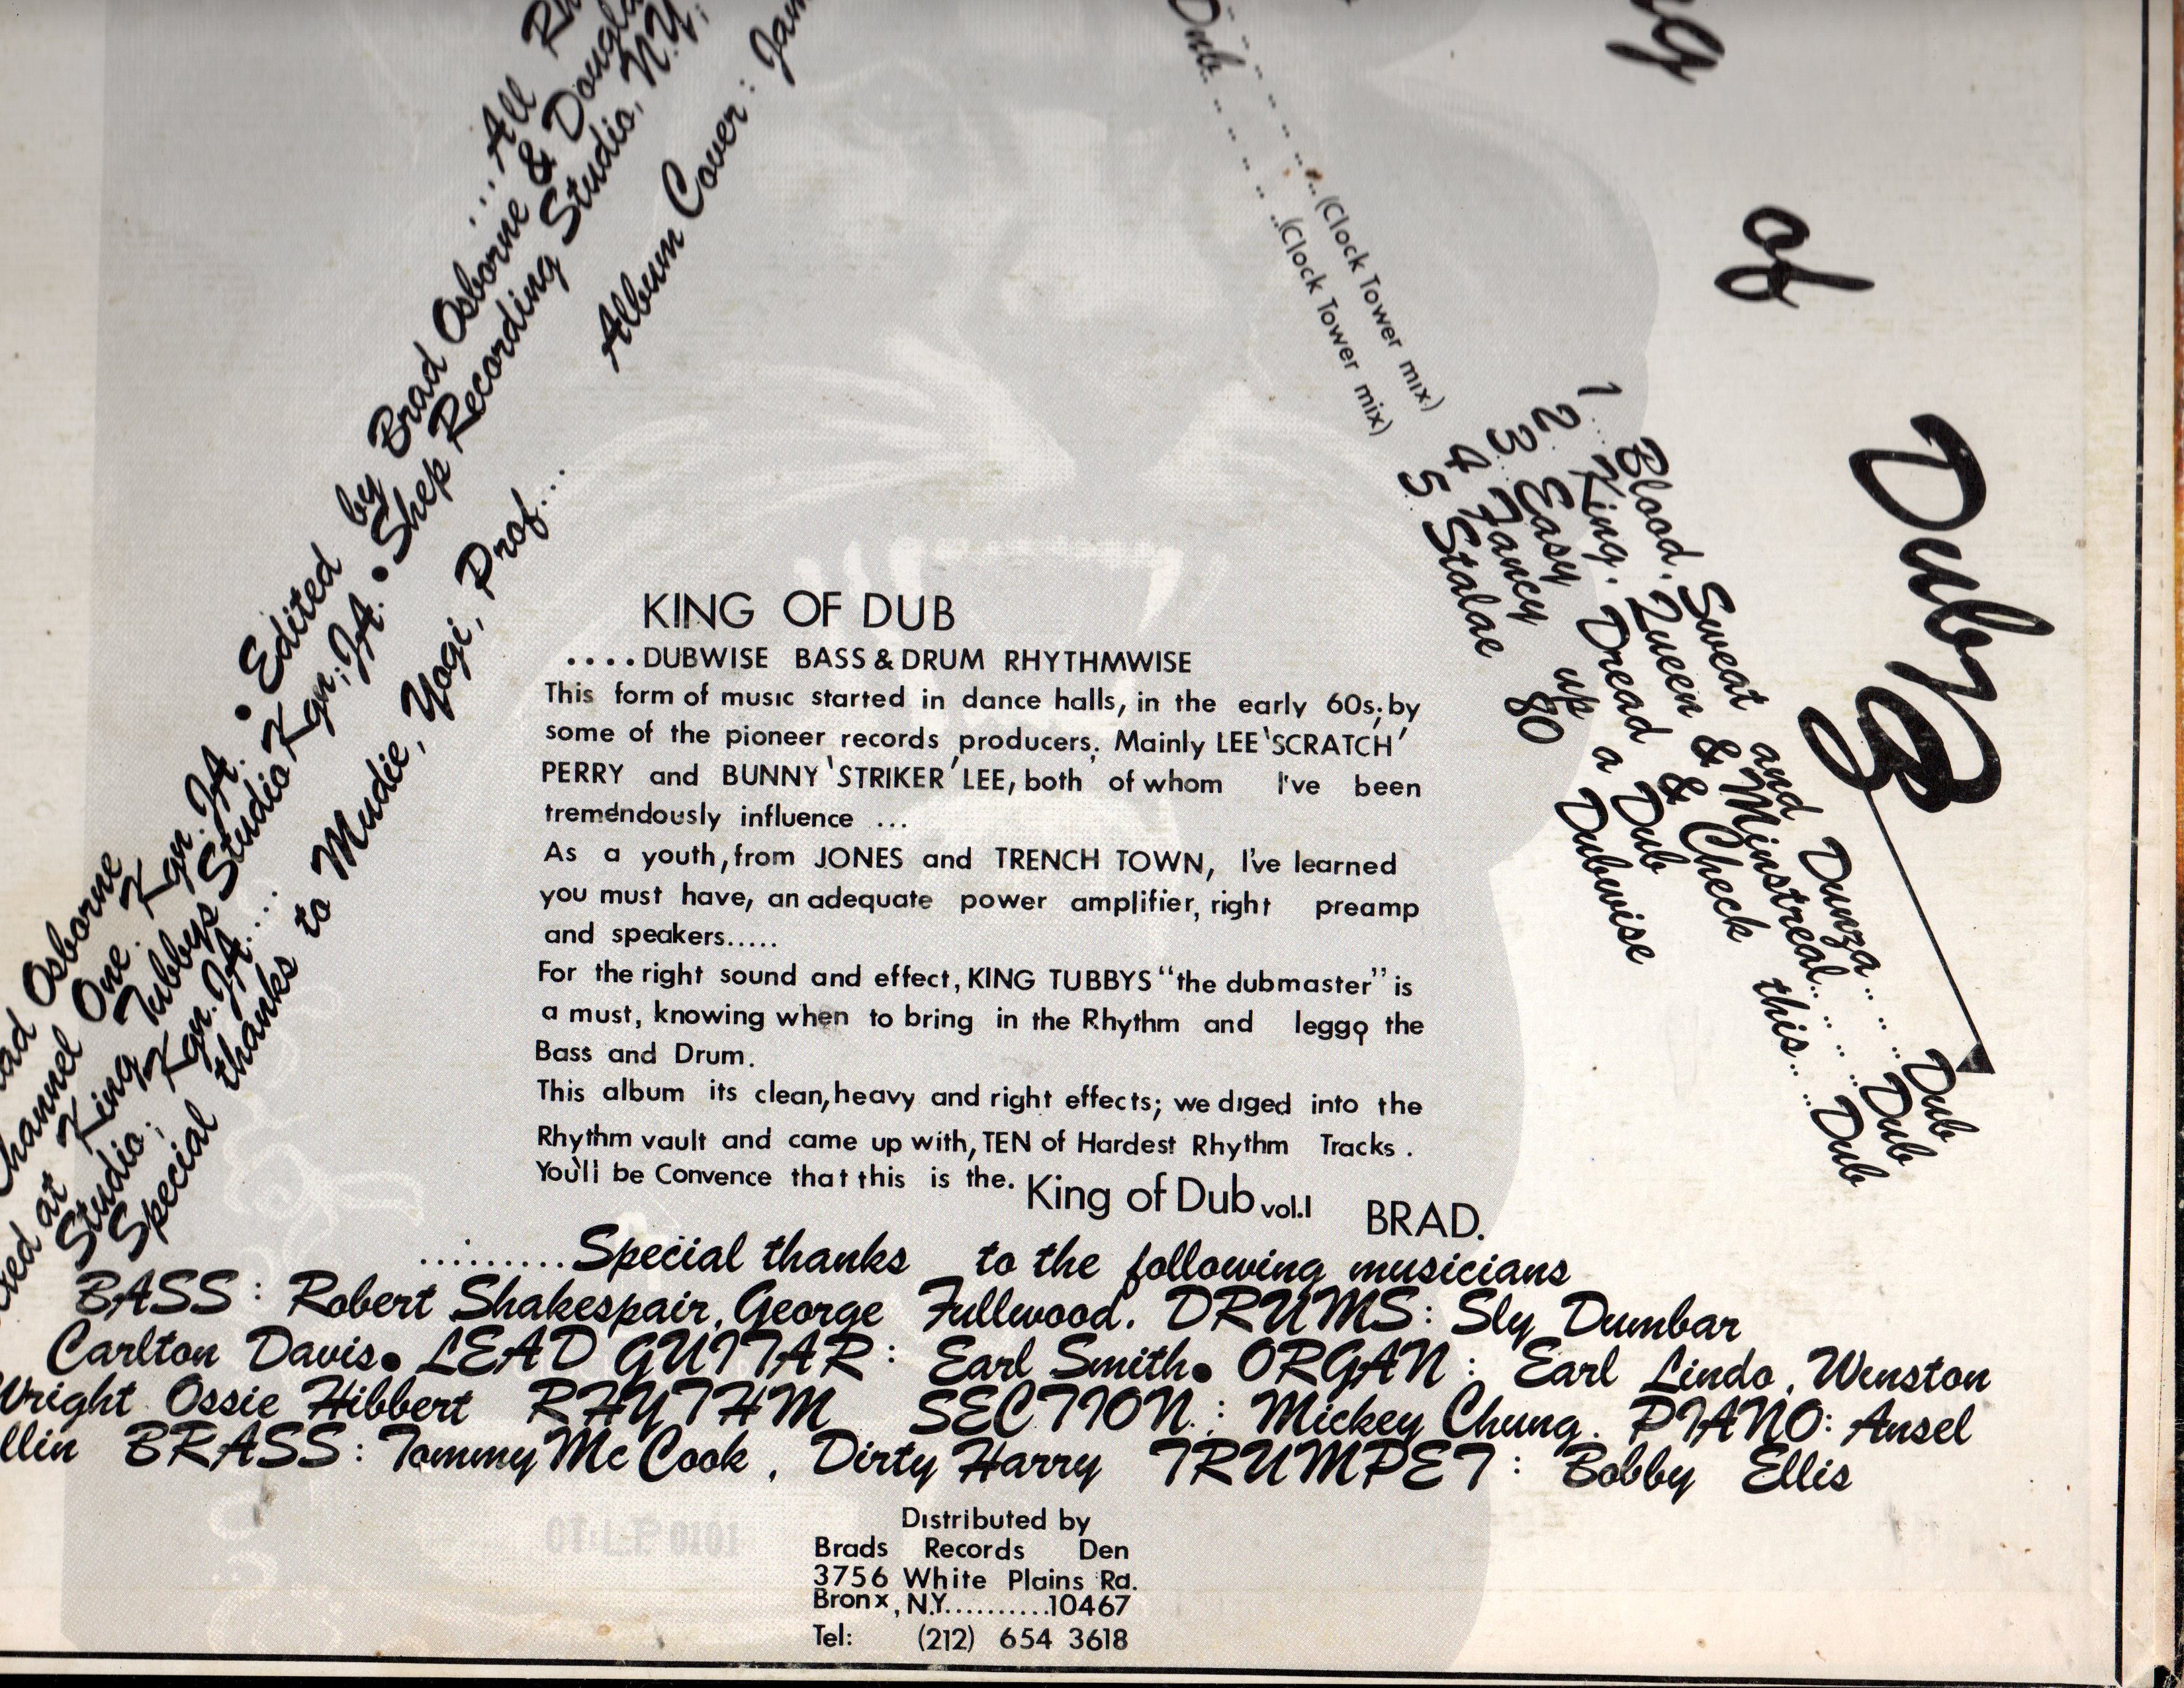 ...All
• Edited by Brad Osborne &
Kgn. JA. • Shep Recording Studio, N.Y.
Album Cover:
Osborne
Channel One Kgn. JA.
at King Tubbys Studio Kgn; JA.
Studio; Kgn. JA....
Special thanks to Mudie, Yogi, Prof...
Dub
(Clock Tower mix)
(Clock Tower mix)
of
Dub
B
1. Blood, Sweat and Dunza Dub
2. King, Queen & Minstreal Dub
3. Easy Dread & Check this Dub
4 Fancy up a Dub
5 Stalae 80 Dubwise
KING OF DUB
....DUBWISE BASS & DRUM RHYTHMWISE
This form of music started in dance halls, in the early 60s; by
some of the pioneer records producers. Mainly LEE 'SCRATCH'
PERRY and BUNNY 'STRIKER' LEE, both of whom I've been
tremendously influence ...
As a youth, from JONES and TRENCH TOWN, I've learned
you must have, an adequate power amplifier, right preamp
and speakers.....
For the right sound and effect, KING TUBBYS "the dubmaster" is
a must, knowing when to bring in the Rhythm and leggo the
Bass and Drum.
This album its clean, heavy and right effects; we diged into the
Rhythm vault and came up with, TEN of Hardest Rhythm Tracks.
You'll be Convence that this is the. King of Dub vol.1 BRAD.
..........Special thanks to the following musicians
BASS: Robert Shakespair, George Fullwood. DRUMS: Sly Dumbar
Carlton Davis. LEAD GUITAR: Earl Smith. ORGAN: Earl Lindo, Winston
Wright Ossie Hibbert RHYTHM SECTION: Mickey Chung. PIANO: Ansel
llin BRASS: Tommy Mc Cook, Dirty Harry TRUMPET: Bobby Ellis
Distributed by
Brads Records Den
3756 White Plains Rd.
Bronx, N.Y..........10467
Tel: (212) 654 3618